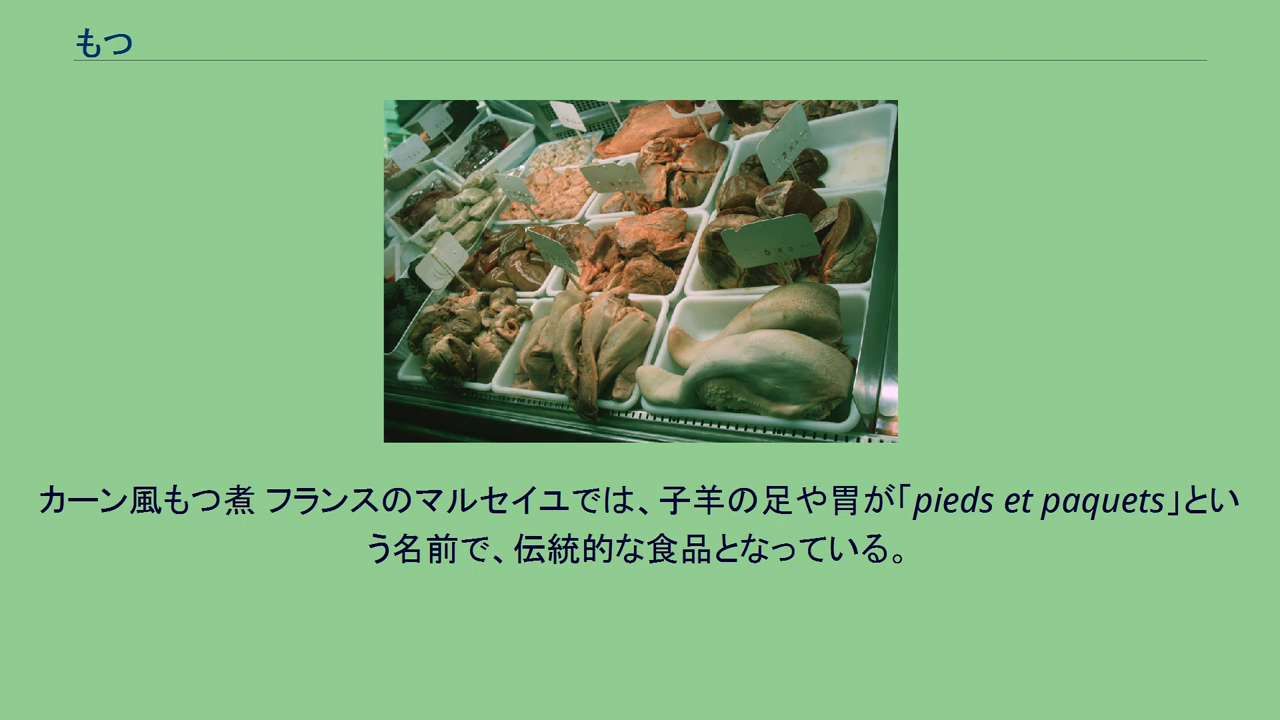 もつ
カーン風もつ煮 フランスのマルセイユでは、子羊の足や胃が「pieds et paquets」とい
う名前で、伝統的な食品となっている。